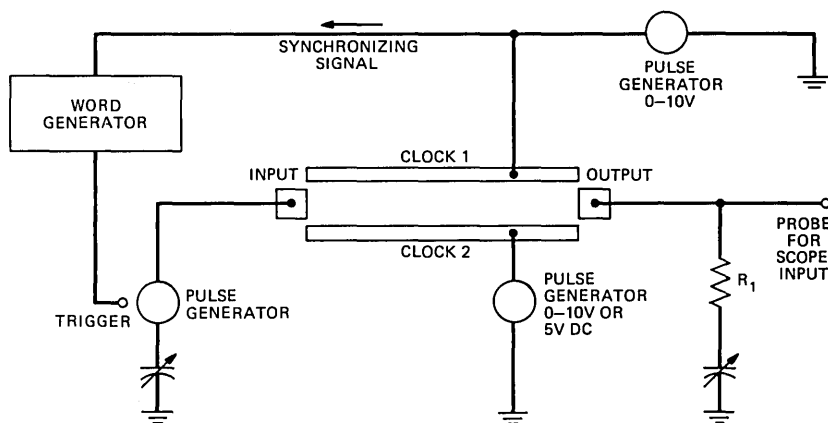 SYNCHRONIZING
SIGNAL
PULSE
GENERATOR
0–10V
WORD
GENERATOR
CLOCK 1
INPUT
OUTPUT
CLOCK 2
PROBE
FOR
SCOPE
INPUT
PULSE
GENERATOR
TRIGGER
PULSE
GENERATOR
0–10V OR
5V DC
R1